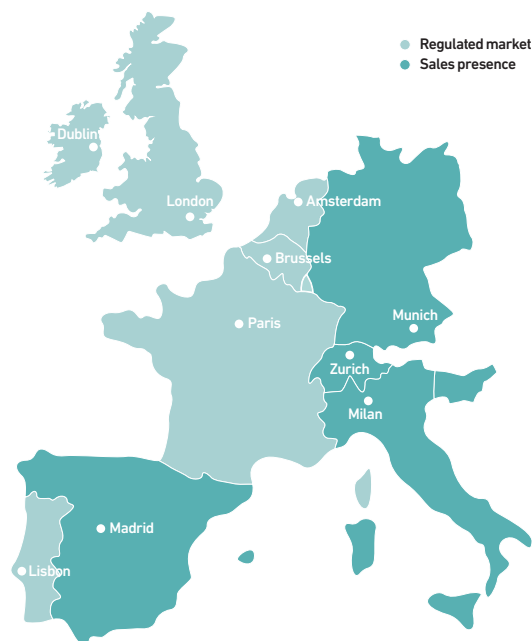 Regulated market
Sales presence
Dublin
London
Amsterdam
Brussels
Paris
Munich
Zurich
Milan
Madrid
Lisbon